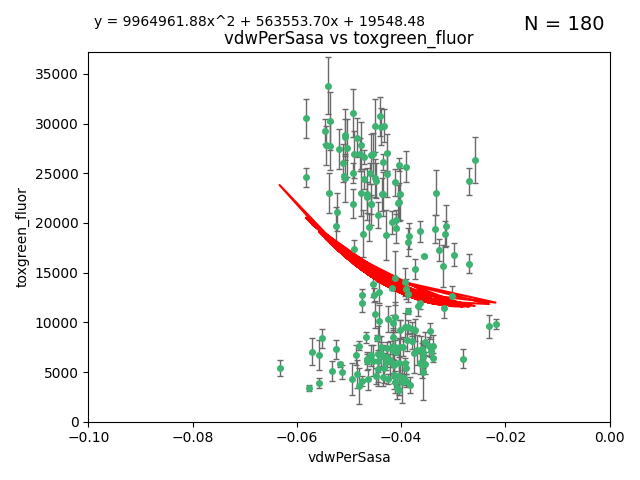 y = 9964961.88x^2 + 563553.70x + 19548.48
N = 180
vdwPerSasa vs toxgreen_fluor
35000
30000
25000
20000
15000
10000
5000
0
toxgreen_fluor
−0.10
−0.08
−0.06
−0.04
−0.02
0.00
vdwPerSasa